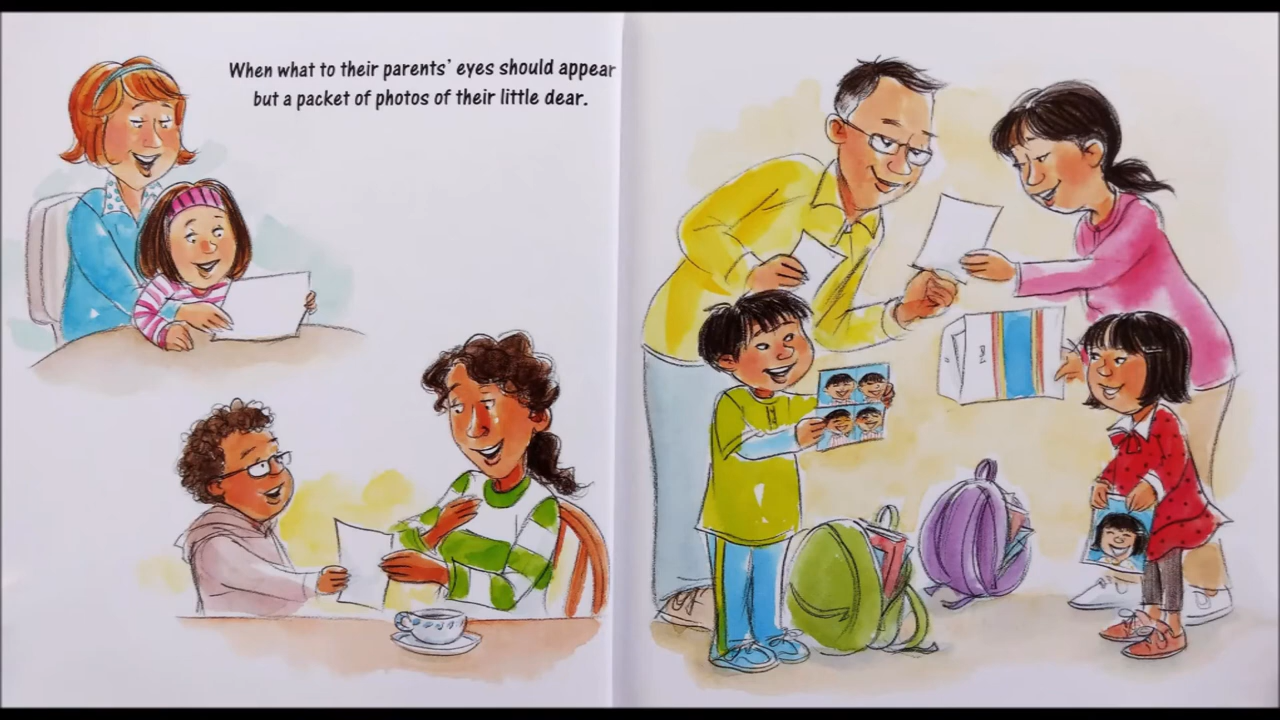 When what to their parents' eyes should appear
but a packet of photos of their little dear.